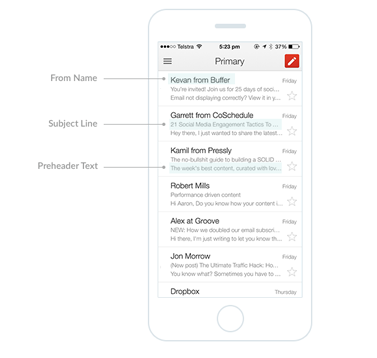 Telstra 5:23 pm 37%
Primary
From Name
Kevan from Buffer Friday
You're invited! Join us for 25 days of soci...
Email not displaying correctly? View it in y...
Garrett from CoSchedule Friday
Subject Line
21 Social Media Engagement Tactics To ...
Hey there, I just wanted to share the latest...
Kamil from Pressly Friday
The no-bullshit guide to building a SOLID ...
Preheader Text
The week's best content, curated with lov...
Robert Mills Friday
Performance driven content
Hi Aaron, Do you know how your content i...
Alex at Groove Friday
NEW: How we doubled our email subscr...
Hi there, I'm just writing to let you know th...
Jon Morrow Friday
(New post) The Ultimate Traffic Hack: Ho...
You know what? Sometimes you have to ...
Dropbox Thursday